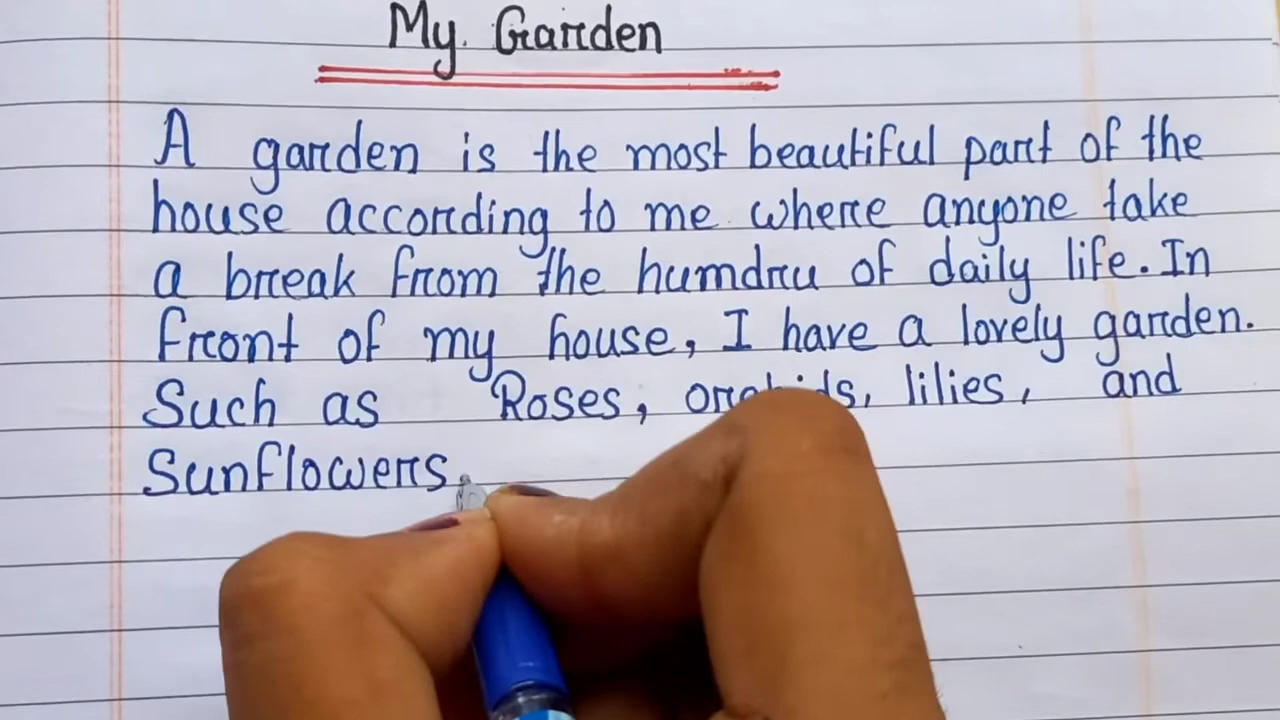 My Garden
A garden is the most beautiful part of the
house according to me where anyone take
a break from the humdru of daily life. In
front of my house, I have a lovely garden.
Such as Roses, orchids, lilies, and
Sunflowers.